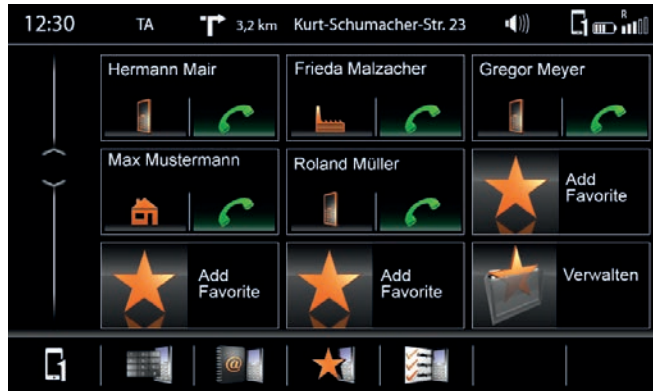 12:30 TA 3,2 km Kurt-Schumacher-Str. 23 R
Hermann Mair
Frieda Malzacher
Gregor Meyer
Max Mustermann
Roland Müller
Add
Favorite
Add
Favorite
Add
Favorite
Verwalten
@